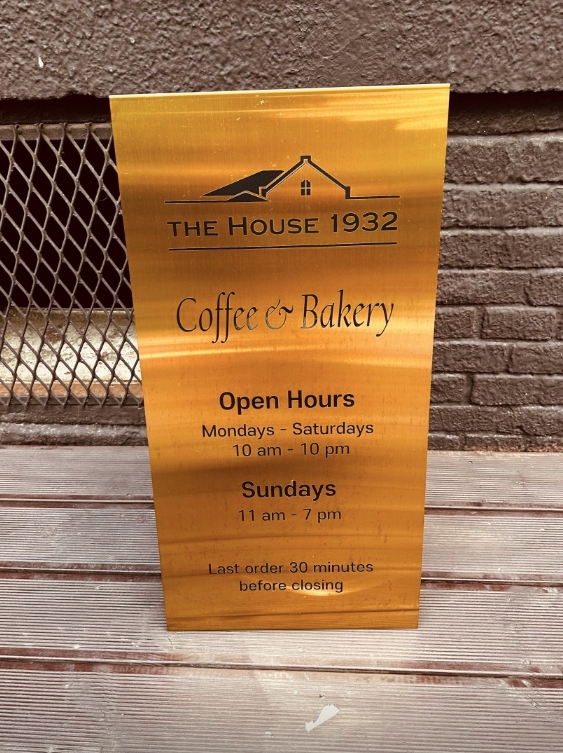 THE HOUSE 1932
Coffee & Bakery
Open Hours
Mondays - Saturdays
10 am - 10 pm
Sundays
11 am - 7 pm
Last order 30 minutes
before closing